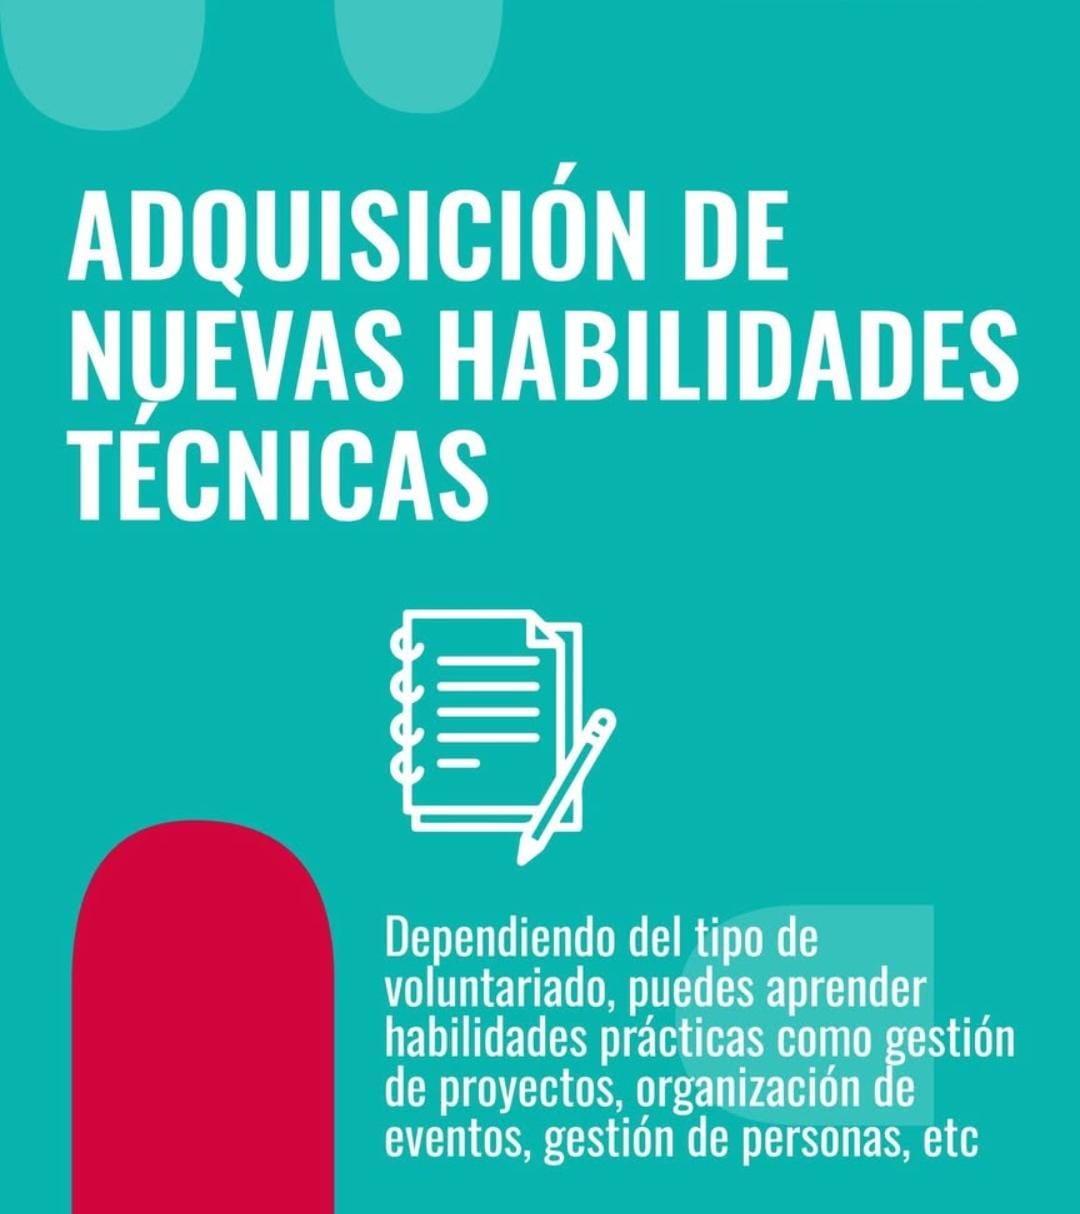 ADQUISICIÓN DE
NUEVAS HABILIDADES
TÉCNICAS
Dependiendo del tipo de
voluntariado, puedes aprender
habilidades prácticas como gestión
de proyectos, organización de
eventos, gestión de personas, etc